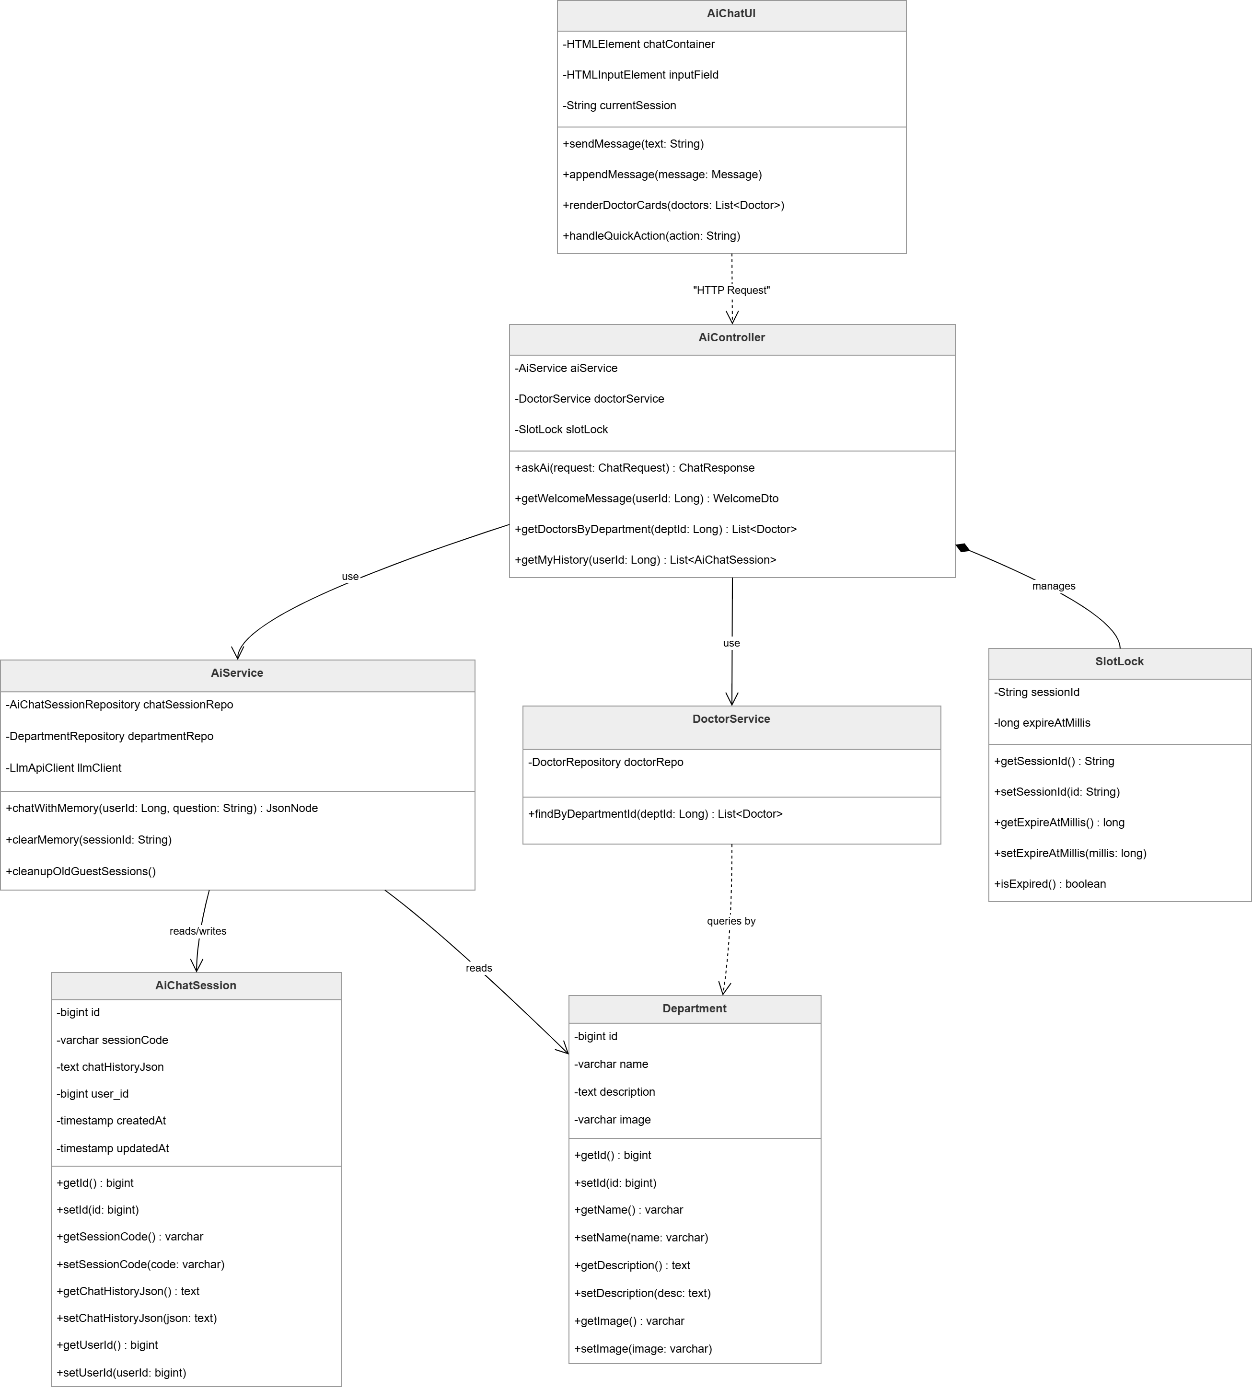 AiChatUI
-HTMLElement chatContainer
-HTMLInputElement inputField
-String currentSession
+sendMessage(text: String)
+appendMessage(message: Message)
+renderDoctorCards(doctors: List<Doctor>)
+handleQuickAction(action: String)
"HTTP Request"
AiController
-AiService aiService
-DoctorService doctorService
-SlotLock slotLock
+askAi(request: ChatRequest) : ChatResponse
+getWelcomeMessage(userId: Long) : WelcomeDto
+getDoctorsByDepartment(deptId: Long) : List<Doctor>
+getMyHistory(userId: Long) : List<AiChatSession>
use
use
manages
AiService
-AiChatSessionRepository chatSessionRepo
-DepartmentRepository departmentRepo
-LlmApiClient llmClient
+chatWithMemory(userId: Long, question: String) : JsonNode
+clearMemory(sessionId: String)
+cleanupOldGuestSessions()
DoctorService
-DoctorRepository doctorRepo
+findByDepartmentId(deptId: Long) : List<Doctor>
SlotLock
-String sessionId
-long expireAtMillis
+getSessionId() : String
+setSessionId(id: String)
+getExpireAtMillis() : long
+setExpireAtMillis(millis: long)
+isExpired() : boolean
reads/writes
reads
queries by
AiChatSession
-bigint id
-varchar sessionCode
-text chatHistoryJson
-bigint user_id
-timestamp createdAt
-timestamp updatedAt
+getId() : bigint
+setId(id: bigint)
+getSessionCode() : varchar
+setSessionCode(code: varchar)
+getChatHistoryJson() : text
+setChatHistoryJson(json: text)
+getUserId() : bigint
+setUserId(userId: bigint)
Department
-bigint id
-varchar name
-text description
-varchar image
+getId() : bigint
+setId(id: bigint)
+getName() : varchar
+setName(name: varchar)
+getDescription() : text
+setDescription(desc: text)
+getImage() : varchar
+setImage(image: varchar)